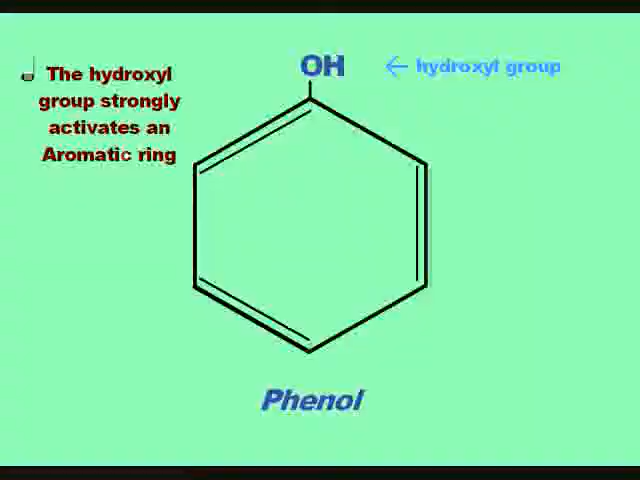 OH
← hydroxyl group
The hydroxyl
group strongly
activates an
Aromatic ring
Phenol